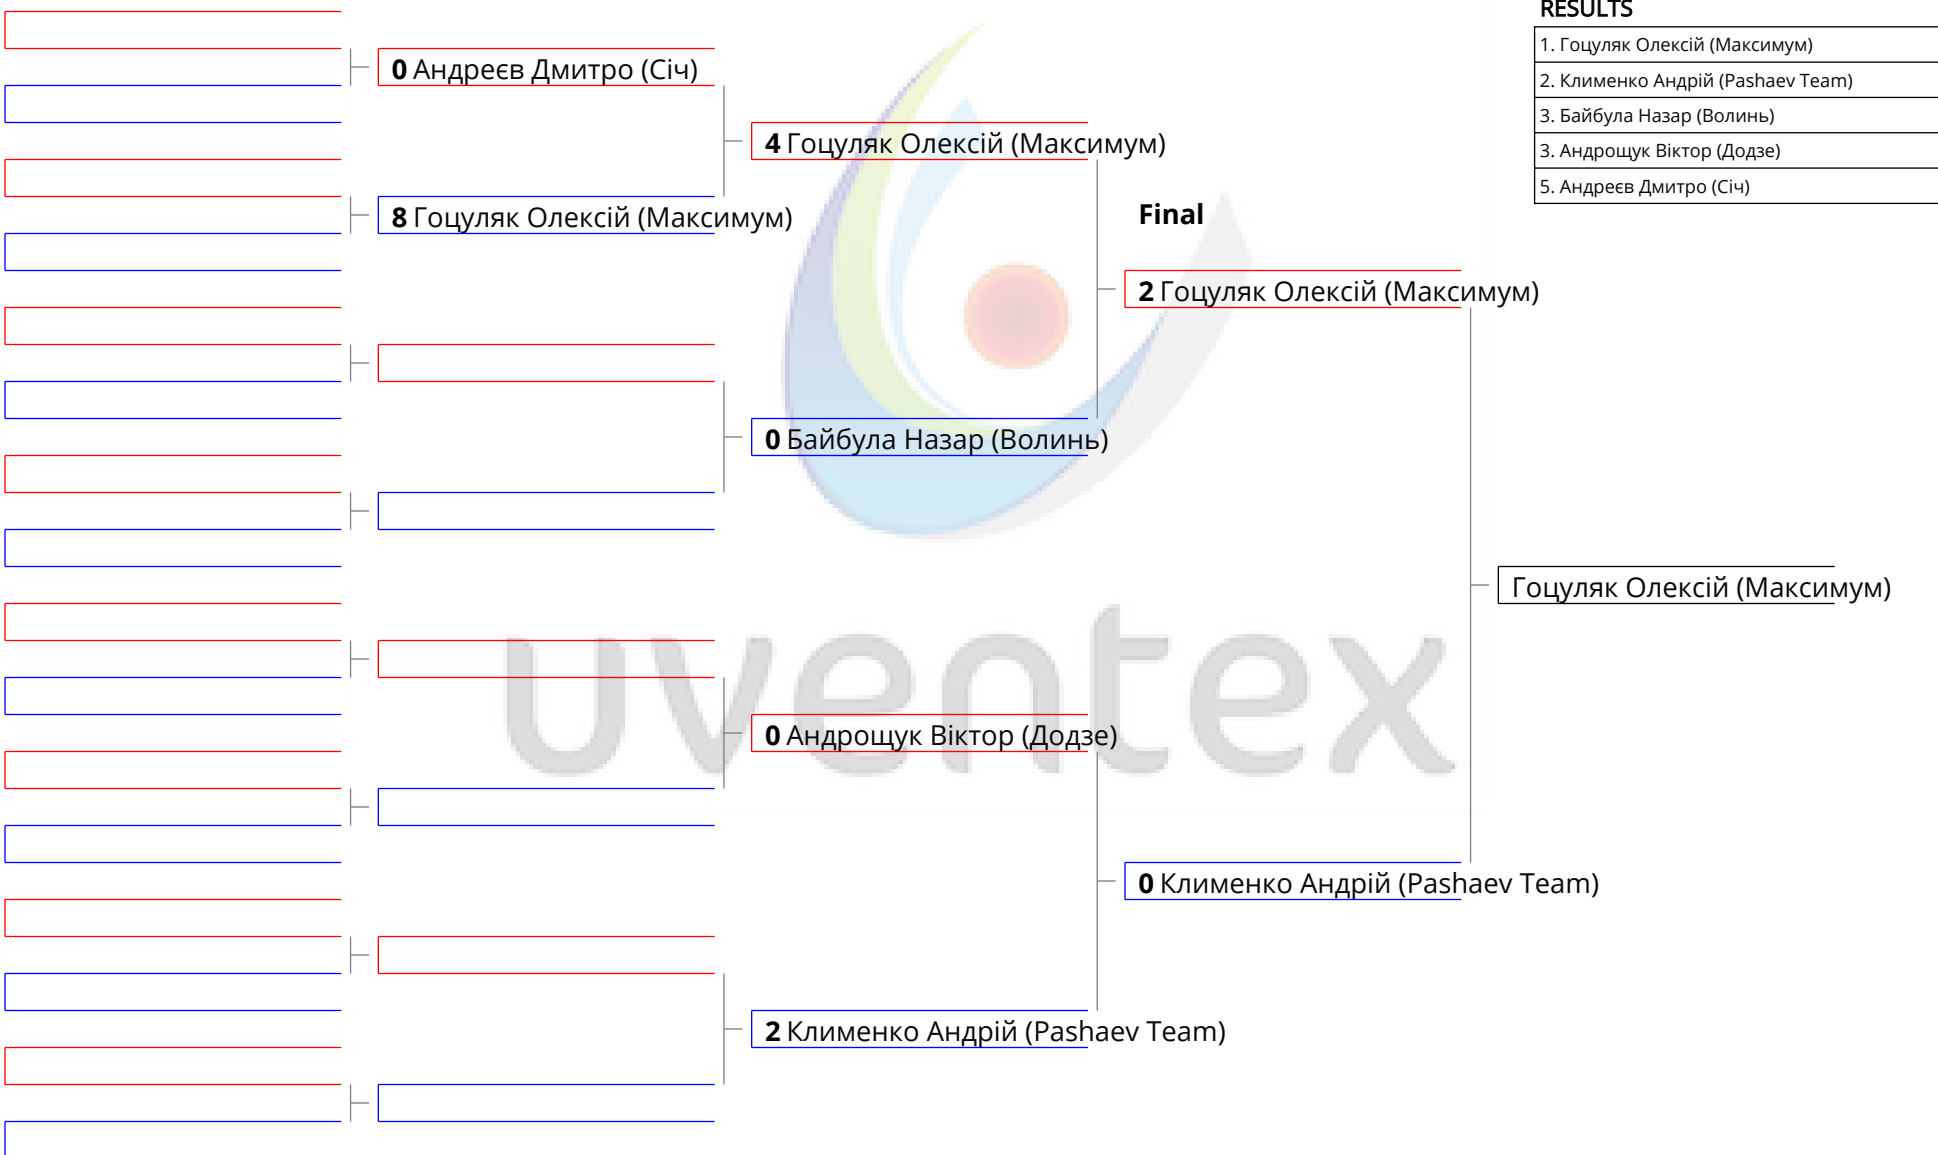 RESULTS
1. Гоцуляк Олексій (Максимум)
2. Клименко Андрій (Pashaev Team)
3. Байбула Назар (Волинь)
3. Андрощук Віктор (Додзе)
5. Андреєв Дмитро (Січ)
0 Андреєв Дмитро (Січ)
8 Гоцуляк Олексій (Максимум)
4 Гоцуляк Олексій (Максимум)
0 Байбула Назар (Волинь)
0 Андрощук Віктор (Додзе)
2 Клименко Андрій (Pashaev Team)
Final
2 Гоцуляк Олексій (Максимум)
0 Клименко Андрій (Pashaev Team)
Гоцуляк Олексій (Максимум)
uventex